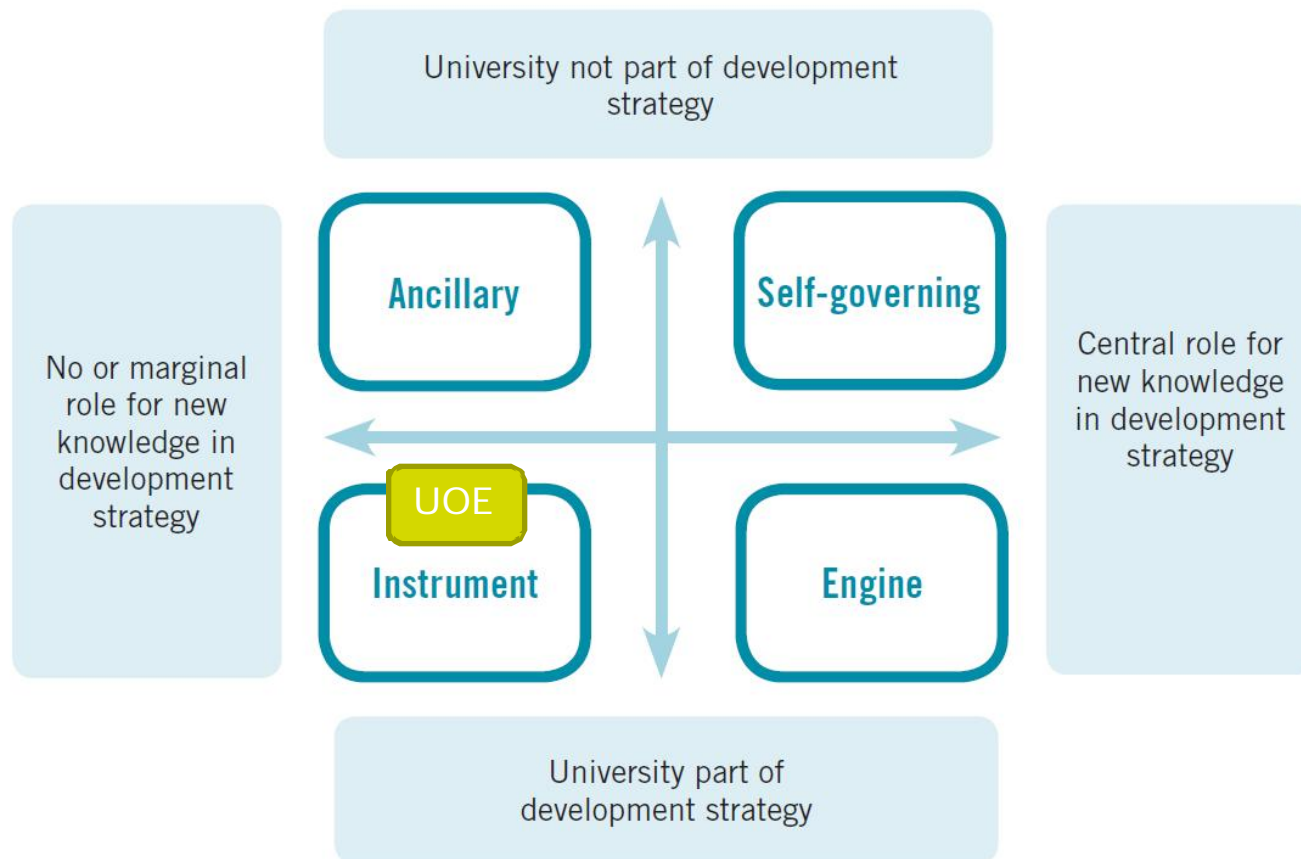 University not part of development
strategy
Ancillary
Self-governing
No or marginal
role for new
knowledge in
development
strategy
Central role for
new knowledge
in development
strategy
UOE
Instrument
Engine
University part of
development strategy